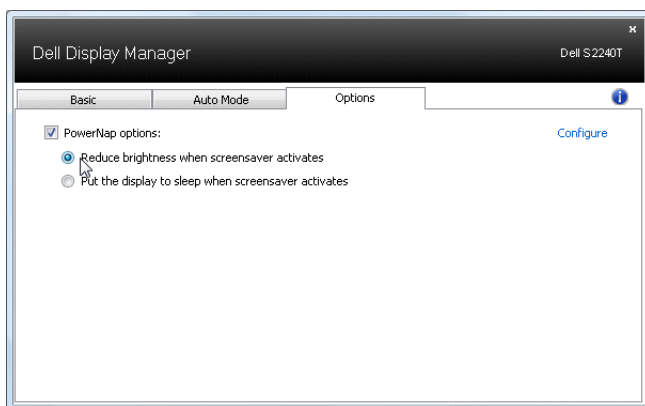 Dell Display Manager
Dell S2240T
Basic
Auto Mode
Options
PowerNap options:
Configure
Reduce brightness when screensaver activates
Put the display to sleep when screensaver activates